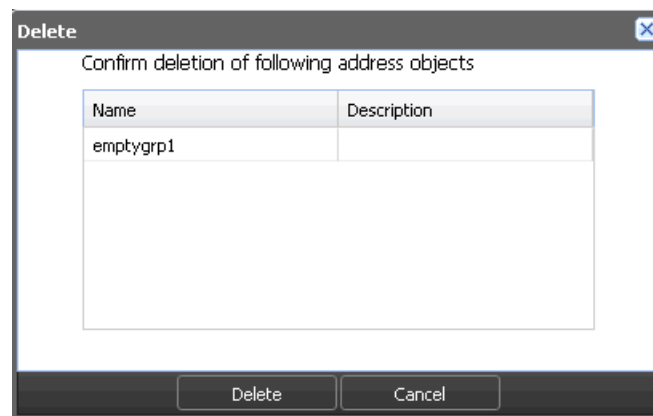 Delete
Confirm deletion of following address objects
Name Description
emptygrp1
Delete Cancel